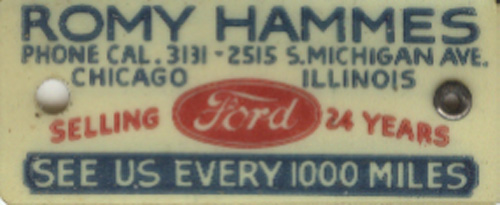 ROMY HAMMES
PHONE CAL. 3131 - 2515 S. MICHIGAN AVE.
CHICAGO ILLINOIS
SELLING Ford 24 YEARS
SEE US EVERY 1000 MILES